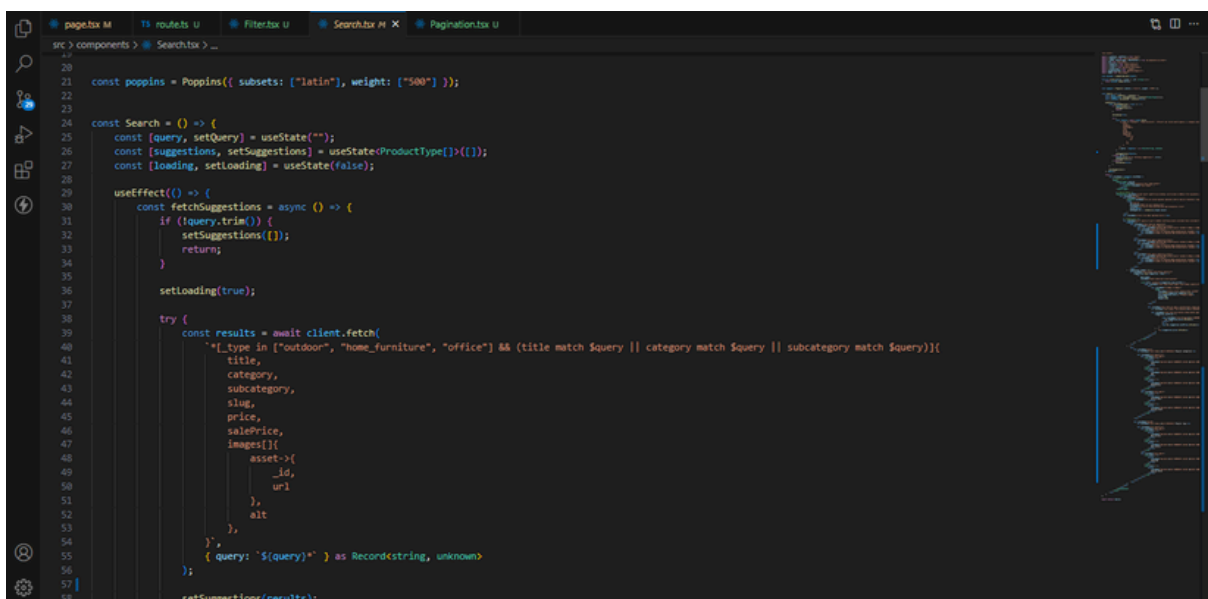 page.tsx M
TS route.ts U
Filter.tsx U
Search.tsx M
Pagination.tsx U
src > components > Search.tsx > ...
19
20
21 const poppins = Poppins({ subsets: ["latin"], weight: ["500"] });
22
23
24 const Search = () => {
25 const [query, setQuery] = useState("");
26 const [suggestions, setSuggestions] = useState<ProductType[]>([]);
27 const [loading, setLoading] = useState(false);
28
29 useEffect(() => {
30 const fetchSuggestions = async () => {
31 if (!query.trim()) {
32 setSuggestions([]);
33 return;
34 }
35
36 setLoading(true);
37
38 try {
39 const results = await client.fetch(
40 `*[_type in ["outdoor", "home_furniture", "office"] && (title match $query || category match $query || subcategory match $query)]{
41 title,
42 category,
43 subcategory,
44 slug,
45 price,
46 salePrice,
47 images[]{
48 asset->{
49 _id,
50 url
51 },
52 alt
53 },
54 }`,
55 { query: `${query}*` } as Record<string, unknown>
56 );
57
58 setSuggestions(results);
29